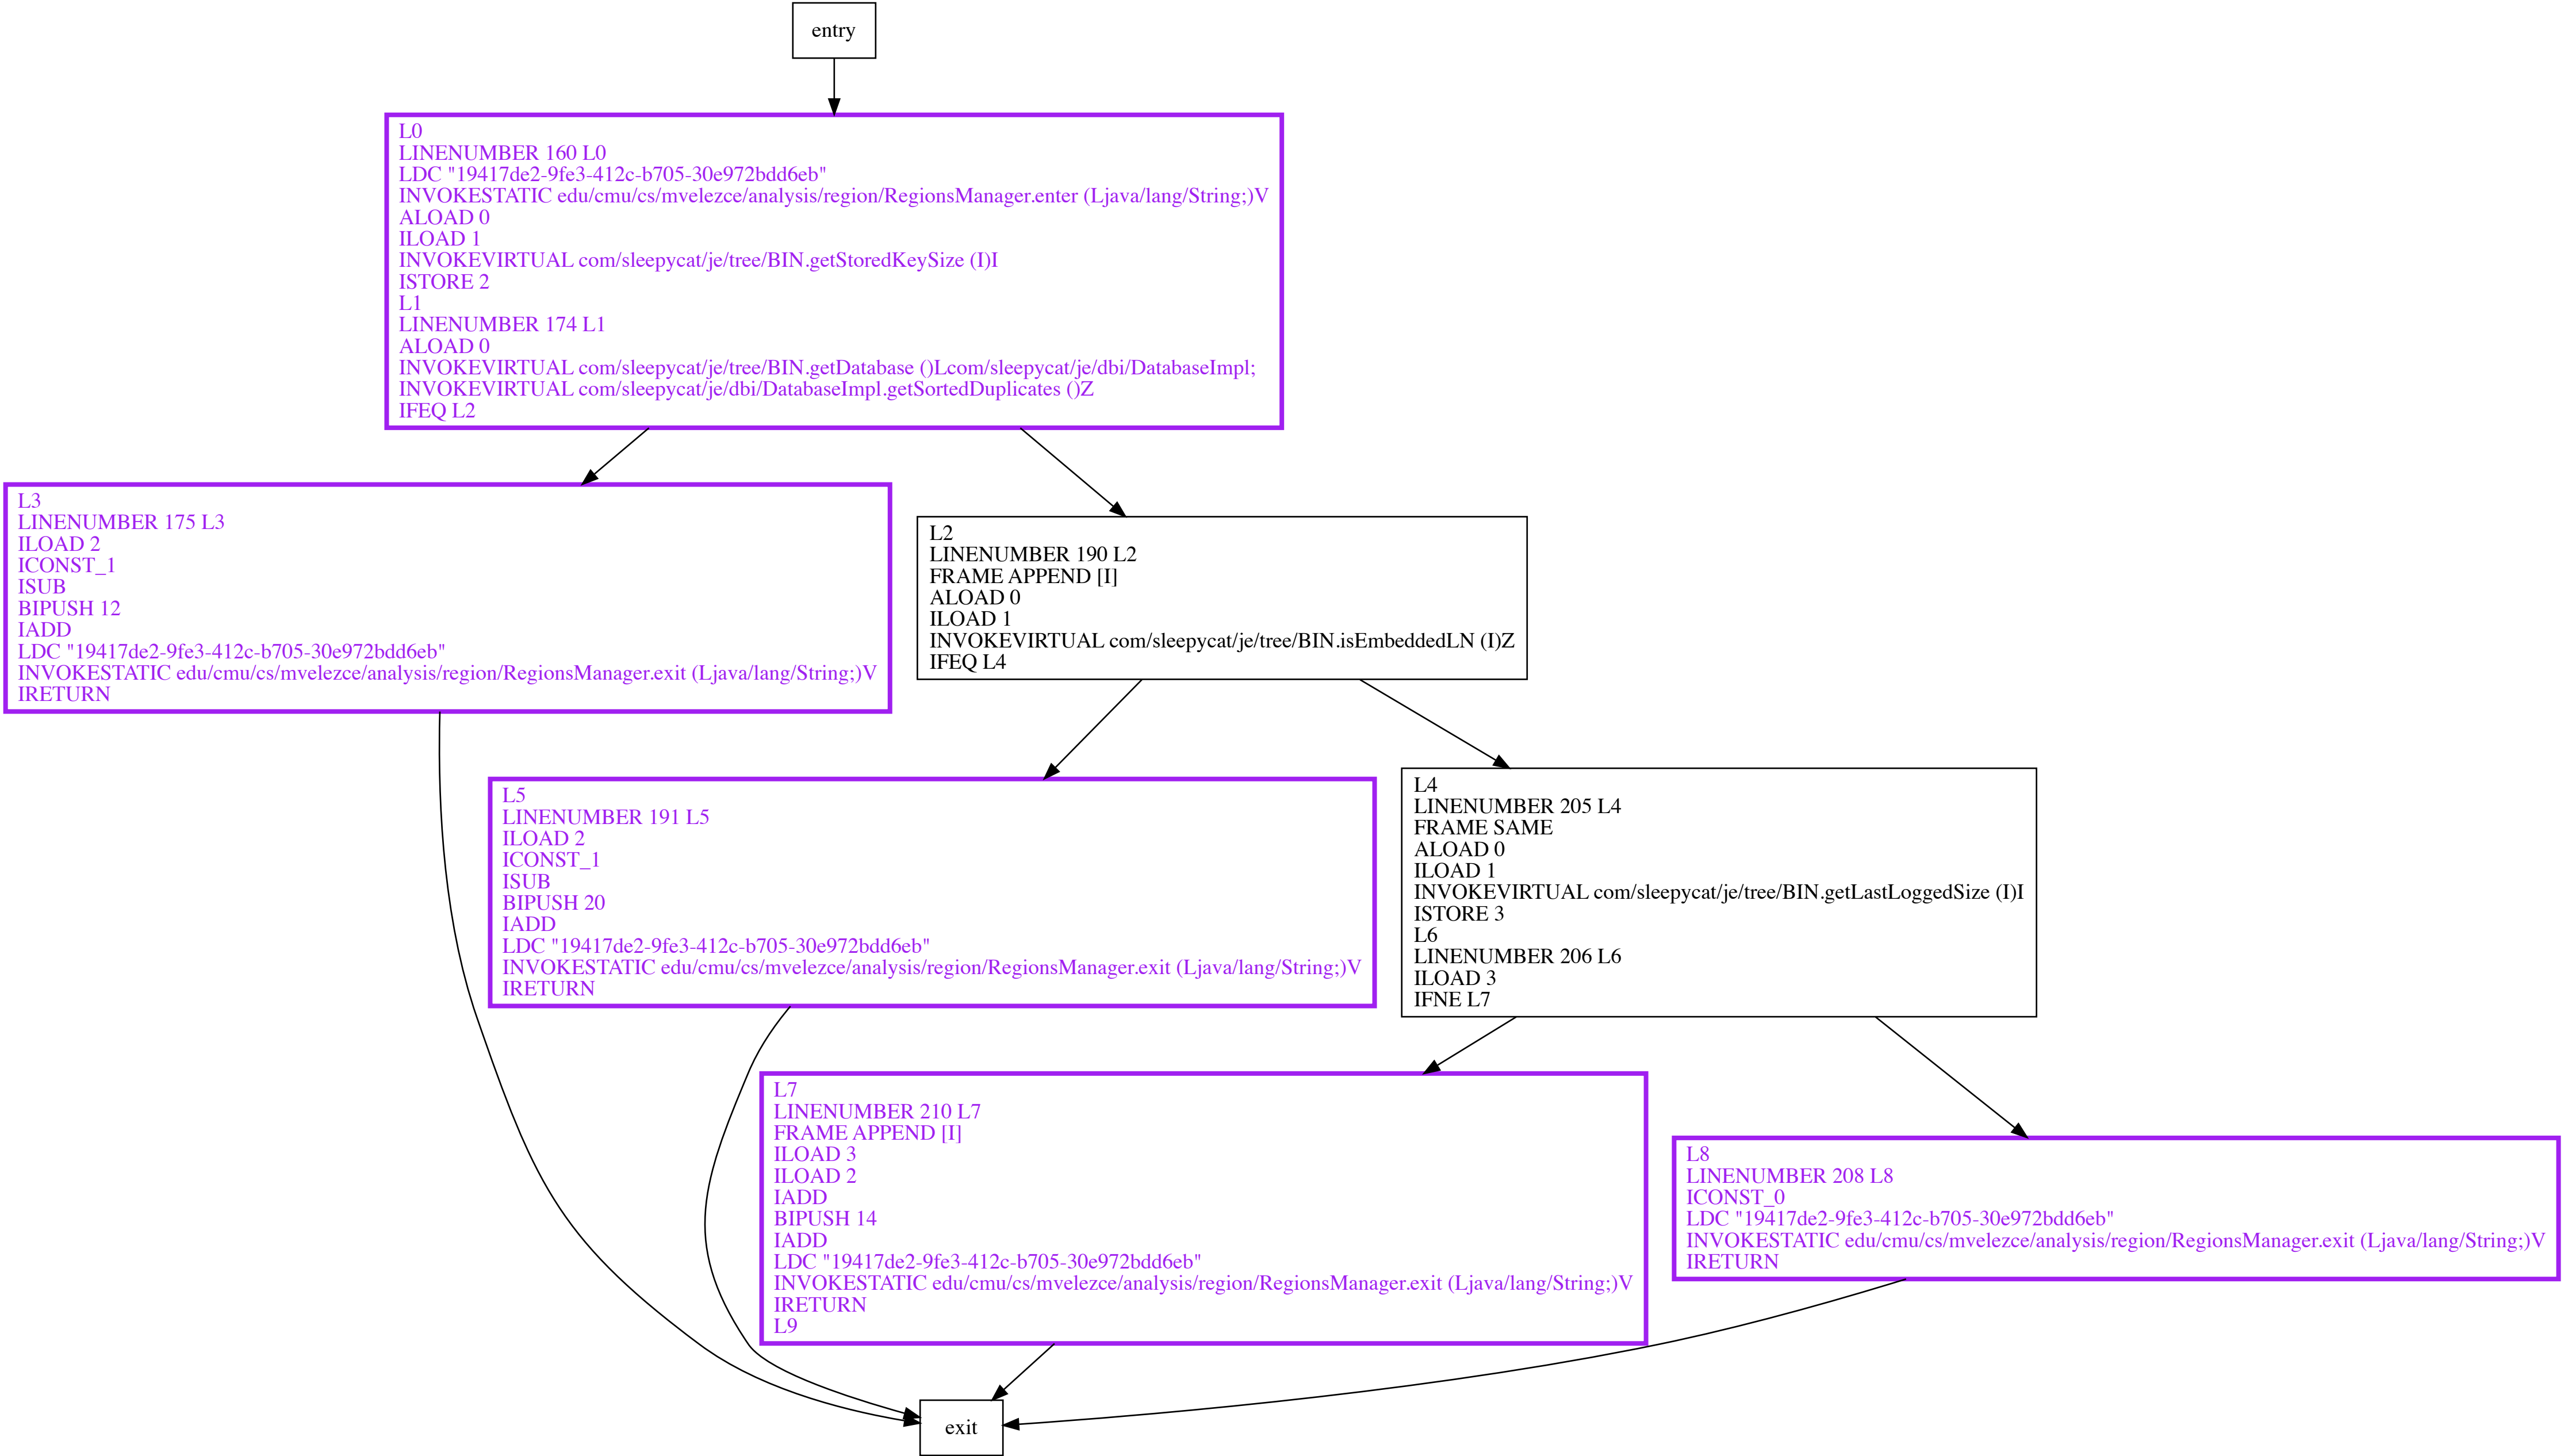 entry
L0
LINENUMBER 160 L0
LDC "19417de2-9fe3-412c-b705-30e972bdd6eb"
INVOKESTATIC edu/cmu/cs/mvelezce/analysis/region/RegionsManager.enter (Ljava/lang/String;)V
ALOAD 0
ILOAD 1
INVOKEVIRTUAL com/sleepycat/je/tree/BIN.getStoredKeySize (I)I
ISTORE 2
L1
LINENUMBER 174 L1
ALOAD 0
INVOKEVIRTUAL com/sleepycat/je/tree/BIN.getDatabase ()Lcom/sleepycat/je/dbi/DatabaseImpl;
INVOKEVIRTUAL com/sleepycat/je/dbi/DatabaseImpl.getSortedDuplicates ()Z
IFEQ L2
L3
LINENUMBER 175 L3
ILOAD 2
ICONST_1
ISUB
BIPUSH 12
IADD
LDC "19417de2-9fe3-412c-b705-30e972bdd6eb"
INVOKESTATIC edu/cmu/cs/mvelezce/analysis/region/RegionsManager.exit (Ljava/lang/String;)V
IRETURN
L2
LINENUMBER 190 L2
FRAME APPEND [I]
ALOAD 0
ILOAD 1
INVOKEVIRTUAL com/sleepycat/je/tree/BIN.isEmbeddedLN (I)Z
IFEQ L4
L5
LINENUMBER 191 L5
ILOAD 2
ICONST_1
ISUB
BIPUSH 20
IADD
LDC "19417de2-9fe3-412c-b705-30e972bdd6eb"
INVOKESTATIC edu/cmu/cs/mvelezce/analysis/region/RegionsManager.exit (Ljava/lang/String;)V
IRETURN
L4
LINENUMBER 205 L4
FRAME SAME
ALOAD 0
ILOAD 1
INVOKEVIRTUAL com/sleepycat/je/tree/BIN.getLastLoggedSize (I)I
ISTORE 3
L6
LINENUMBER 206 L6
ILOAD 3
IFNE L7
L7
LINENUMBER 210 L7
FRAME APPEND [I]
ILOAD 3
ILOAD 2
IADD
BIPUSH 14
IADD
LDC "19417de2-9fe3-412c-b705-30e972bdd6eb"
INVOKESTATIC edu/cmu/cs/mvelezce/analysis/region/RegionsManager.exit (Ljava/lang/String;)V
IRETURN
L9
L8
LINENUMBER 208 L8
ICONST_0
LDC "19417de2-9fe3-412c-b705-30e972bdd6eb"
INVOKESTATIC edu/cmu/cs/mvelezce/analysis/region/RegionsManager.exit (Ljava/lang/String;)V
IRETURN
exit